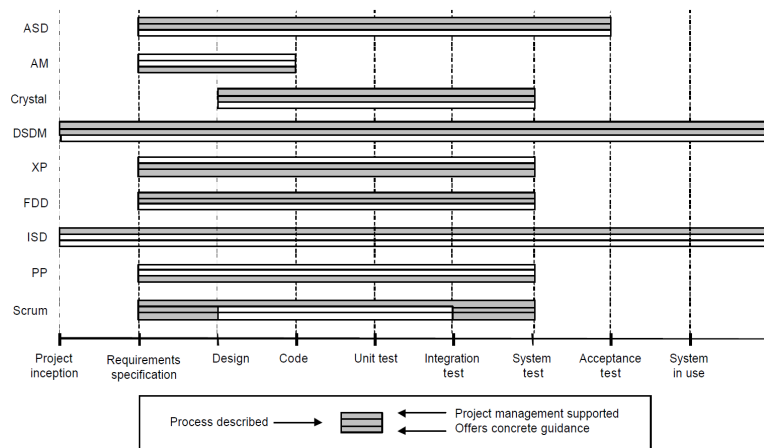 ASD
AM
Crystal
DSDM
XP
FDD
ISD
PP
Scrum
Project inception
Requirements specification
Design
Code
Unit test
Integration test
System test
Acceptance test
System in use
Process described
Project management supported
Offers concrete guidance